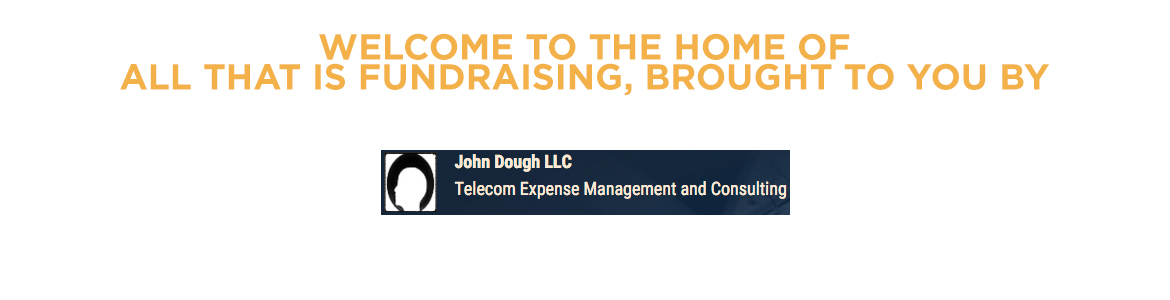 WELCOME TO THE HOME OF
ALL THAT IS FUNDRAISING, BROUGHT TO YOU BY
John Dough LLC
Telecom Expense Management and Consulting